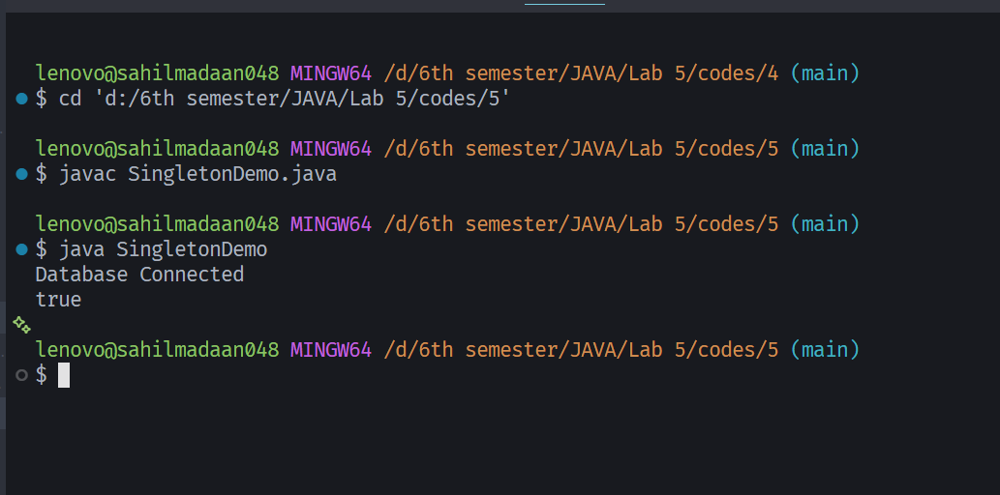 lenovo@sahilmadaan048 MINGW64 /d/6th semester/JAVA/Lab 5/codes/4 (main)
$ cd 'd:/6th semester/JAVA/Lab 5/codes/5'
lenovo@sahilmadaan048 MINGW64 /d/6th semester/JAVA/Lab 5/codes/5 (main)
$ javac SingletonDemo.java
lenovo@sahilmadaan048 MINGW64 /d/6th semester/JAVA/Lab 5/codes/5 (main)
$ java SingletonDemo
Database Connected
true
lenovo@sahilmadaan048 MINGW64 /d/6th semester/JAVA/Lab 5/codes/5 (main)
$